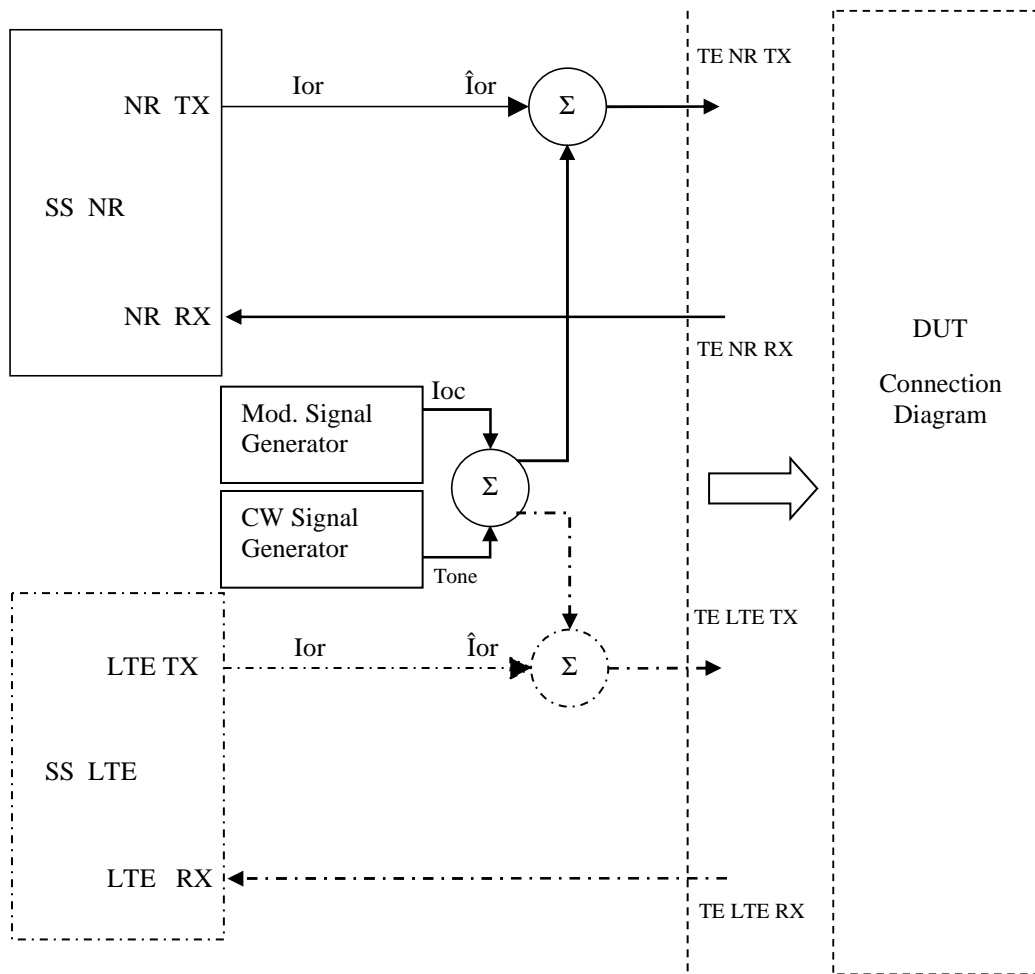 TE NR TX
NR TX
Ior
Îor
Σ
SS NR
NR RX
TE NR RX
DUT
Connection
Diagram
Ioc
Mod. Signal
Generator
Σ
CW Signal
Generator
Tone
TE LTE TX
LTE TX
Ior
Îor
Σ
SS LTE
LTE RX
TE LTE RX